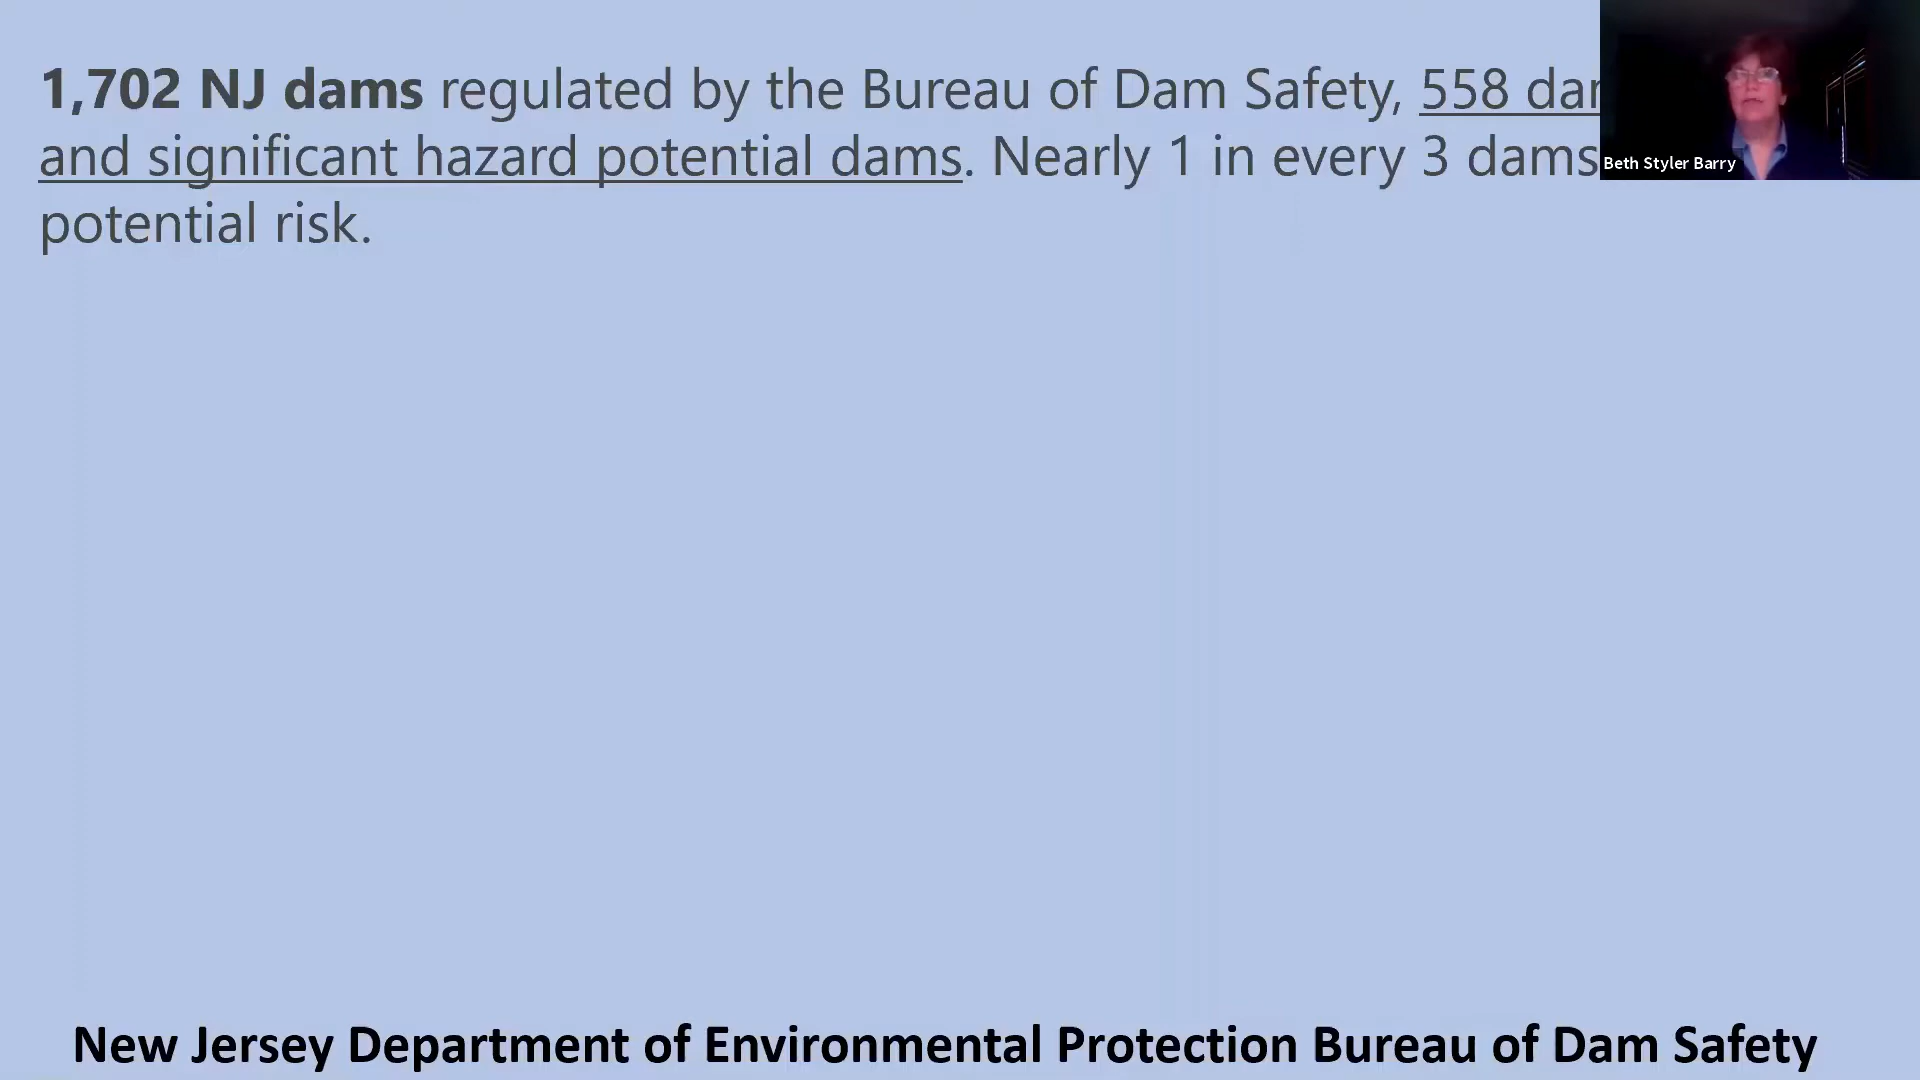 1,702 NJ dams regulated by the Bureau of Dam Safety, 558
and significant hazard potential dams. Nearly 1 in every 3 dams
potential risk.
Beth Styler Barry
New Jersey Department of Environmental Protection Bureau of Dam Safety